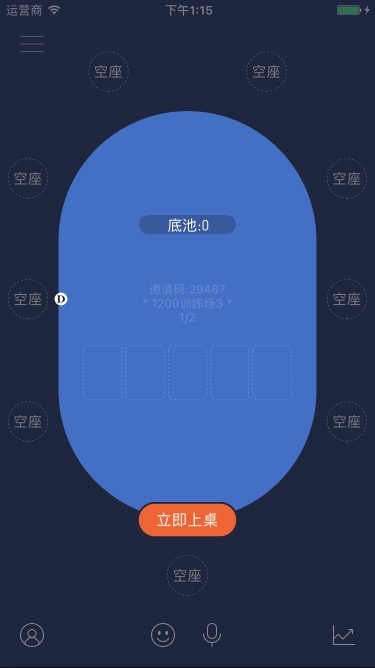 运营商
下午1:15
空座
空座
空座
空座
底池:0
邀请码:29487
* 1209训练场3 *
1/2
空座
D
空座
空座
空座
立即上桌
空座